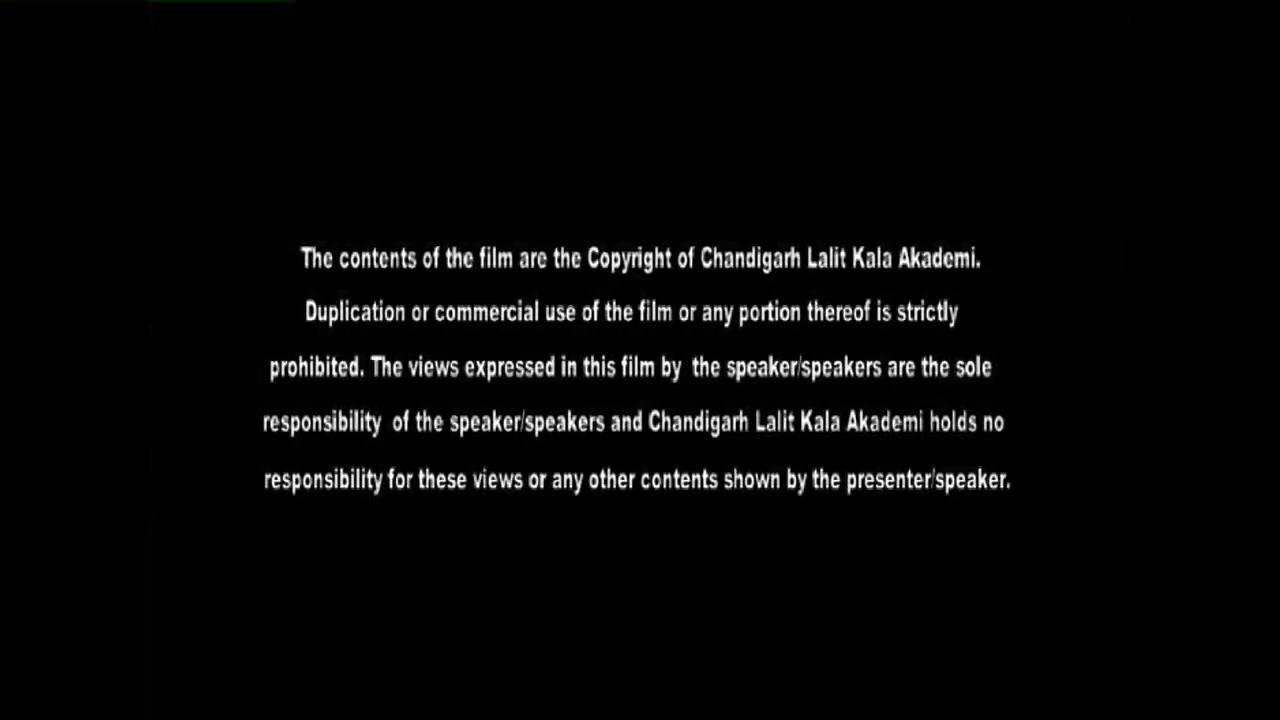 The contents of the film are the Copyright of Chandigarh Lalit Kala Akademi.
Duplication or commercial use of the film or any portion thereof is strictly
prohibited. The views expressed in this film by the speaker/speakers are the sole
responsibility of the speaker/speakers and Chandigarh Lalit Kala Akademi holds no
responsibility for these views or any other contents shown by the presenter/speaker.